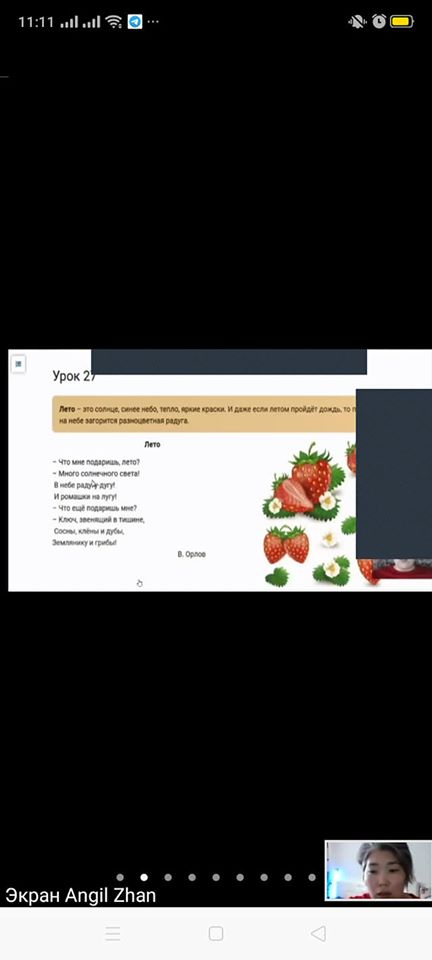 11:11
Урок 27
Лето – это солнце, синее небо, тепло, яркие краски. И даже если летом пройдёт дождь, то
на небе загорится разноцветная радуга.
Лето
– Что мне подаришь, лето?
– Много солнечного света!
В небе радугу-дугу!
И ромашки на лугу!
– Что ещё подаришь мне?
– Ключ, звенящий в тишине,
Сосны, клёны и дубы,
Землянику и грибы!
В. Орлов
Экран Angil Zhan